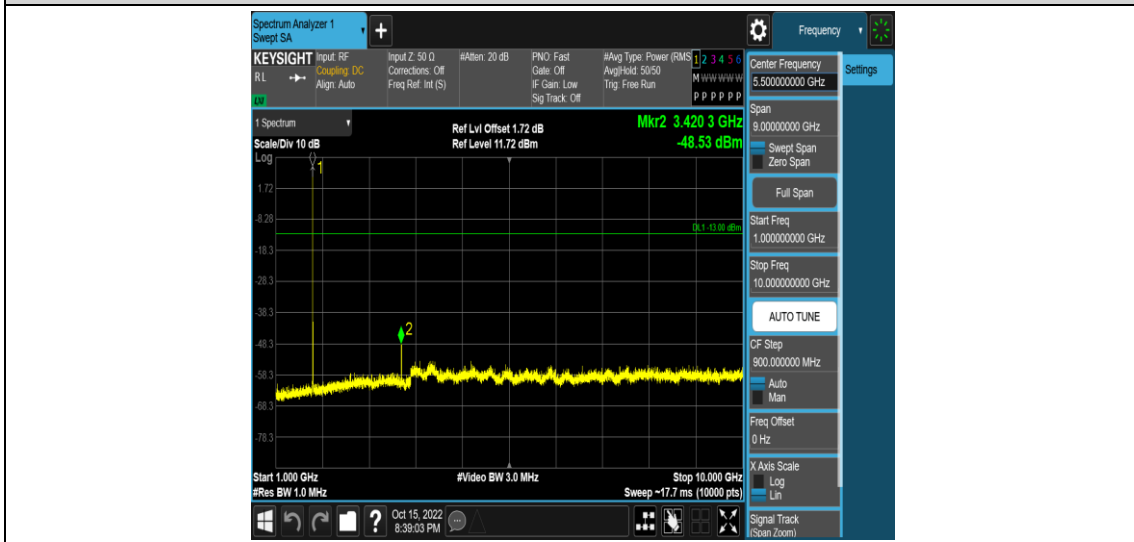 Spectrum Analyzer 1
Swept SA
+
Frequency
KEYSIGHT
RL
LXI
Input: RF
Coupling: DC
Align: Auto
Input Z: 50 Ω
Corrections: Off
Freq Ref: Int (S)
#Atten: 20 dB
PNO: Fast
Gate: Off
IF Gain: Low
Sig Track: Off
#Avg Type: Power (RMS
Avg|Hold: 50/50
Trig: Free Run
1 2 3 4 5 6
M W W W W W
P P P P P P
1 Spectrum
Scale/Div 10 dB
Ref Lvl Offset 1.72 dB
Ref Level 11.72 dBm
Mkr2 3.420 3 GHz
-48.53 dBm
Log
1
1.72
-8.28
DL1 -13.00 dBm
-18.3
-28.3
-38.3
2
-48.3
-58.3
-68.3
-78.3
Start 1.000 GHz
#Video BW 3.0 MHz
Stop 10.000 GHz
#Res BW 1.0 MHz
Sweep ~17.7 ms (10000 pts)
?
Oct 15, 2022
8:39:03 PM
Center Frequency
5.50000000 GHz
Settings
Span
9.00000000 GHz
Swept Span
Zero Span
Full Span
Start Freq
1.000000000 GHz
Stop Freq
10.000000000 GHz
AUTO TUNE
CF Step
900.000000 MHz
Auto
Man
Freq Offset
0 Hz
X Axis Scale
Log
Lin
Signal Track
(Span Zoom)